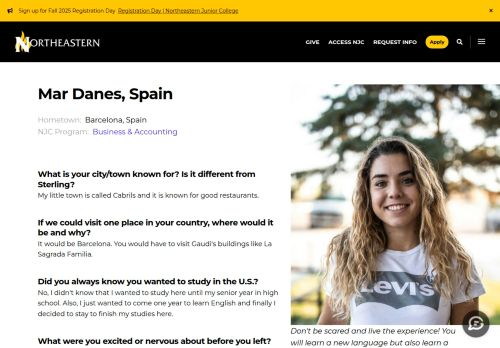 Sign up for Fall 2025 Registration Day Registration Day | Northeastern Junior College ×
NORTHEASTERN GIVE ACCESS NJC REQUEST INFO Apply
Mar Danes, Spain
Hometown: Barcelona, Spain
NJC Program: Business & Accounting
What is your city/town known for? Is it different from
Sterling?
My little town is called Cabrils and it is known for good restaurants.
If we could visit one place in your country, where would it
be and why?
It would be Barcelona. You would have to visit Gaudi's buildings like La
Sagrada Familia.
Did you always know you wanted to study in the U.S.?
No, I didn't know that I wanted to study here until my senior year in high
school. Also, I just wanted to come one year to learn English and finally I
decided to stay to finish my studies here.
What were you excited or nervous about before you left?
Levi's
Don't be scared and live the experience! You
will learn a new language but also learn a